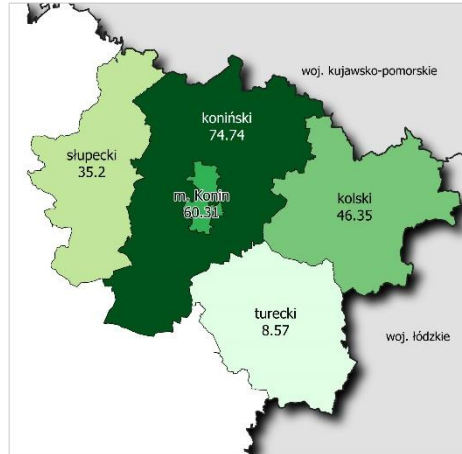 woj. kujawsko-pomorskie
koniński
74.74
słupecki
35.2
m. Konin
60.31
kolski
46.35
turecki
8.57
woj. łódzkie